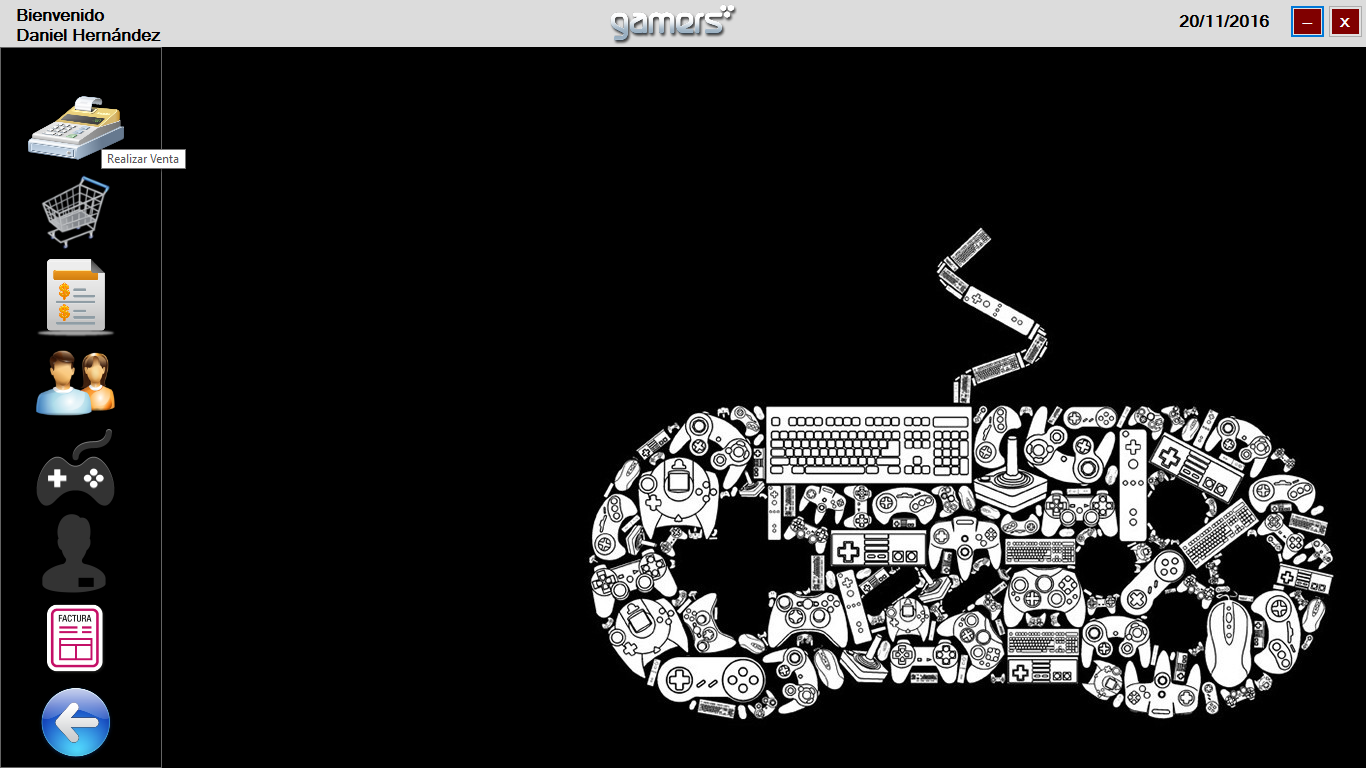 Bienvenido
Daniel Hernández
gamers
20/11/2016
x
Realizar Venta
FACTURA